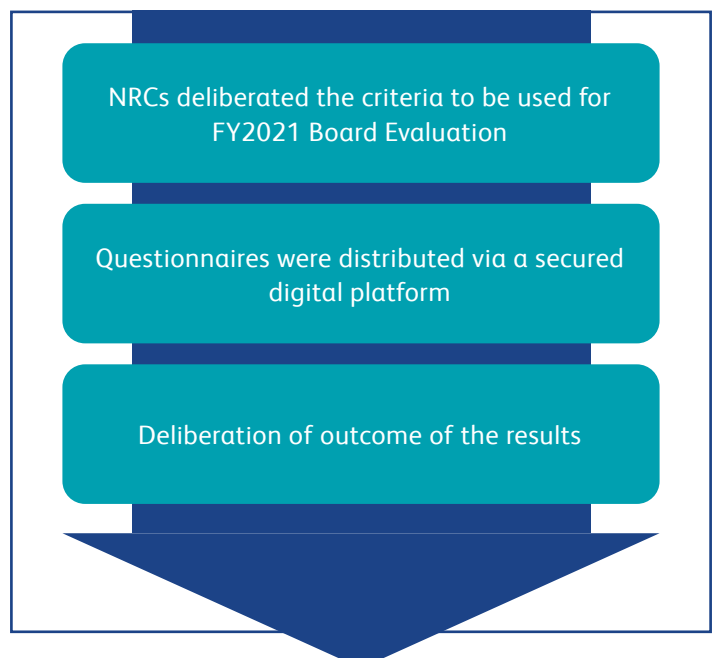 NRCs deliberated the criteria to be used for
FY2021 Board Evaluation
Questionnaires were distributed via a secured
digital platform
Deliberation of outcome of the results